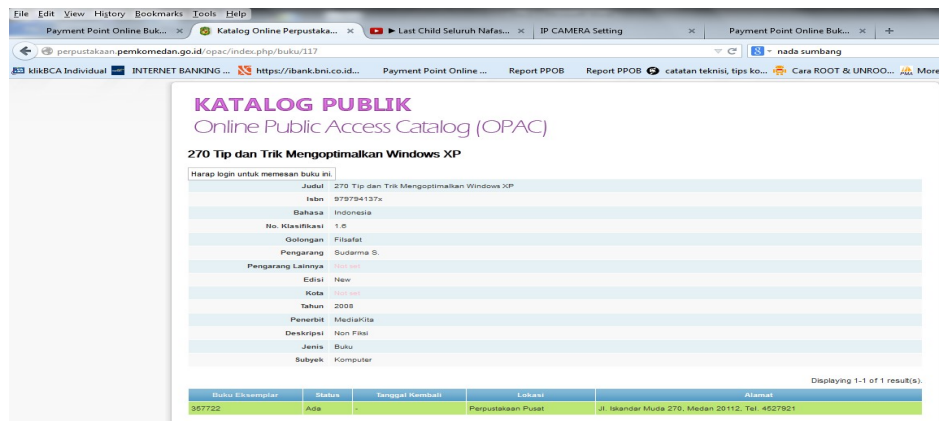 File Edit View History Bookmarks Tools Help
Payment Point Online Buk... × Katalog Online Perpustaka... × ► Last Child Seluruh Nafas... × IP CAMERA Setting × Payment Point Online Buk... × +
perpustakaan.pemkomedan.go.id/opac/index.php/buku/117 nada sumbang
klikBCA Individual INTERNET BANKING ... https://ibank.bni.co.id... Payment Point Online ... Report PPOB Report PPOB catatan teknisi, tips ko... Cara ROOT & UNROO... More
KATALOG PUBLIK
Online Public Access Catalog (OPAC)
270 Tip dan Trik Mengoptimalkan Windows XP
Harap login untuk memesan buku ini.
Judul 270 Tip dan Trik Mengoptimalkan Windows XP
Isbn 979794137x
Bahasa Indonesia
No. Klasifikasi 1.6
Golongan Filsafat
Pengarang Sudarma S.
Pengarang Lainnya Not set
Edisi New
Kota Not set
Tahun 2008
Penerbit MediaKita
Deskripsi Non Fiksi
Jenis Buku
Subyek Komputer
Displaying 1-1 of 1 result(s).
Buku Eksemplar Status Tanggal Kembali Lokasi Alamat
357722 Ada - Perpustakaan Pusat Jl. Iskandar Muda 270, Medan 20112. Tel. 4527921